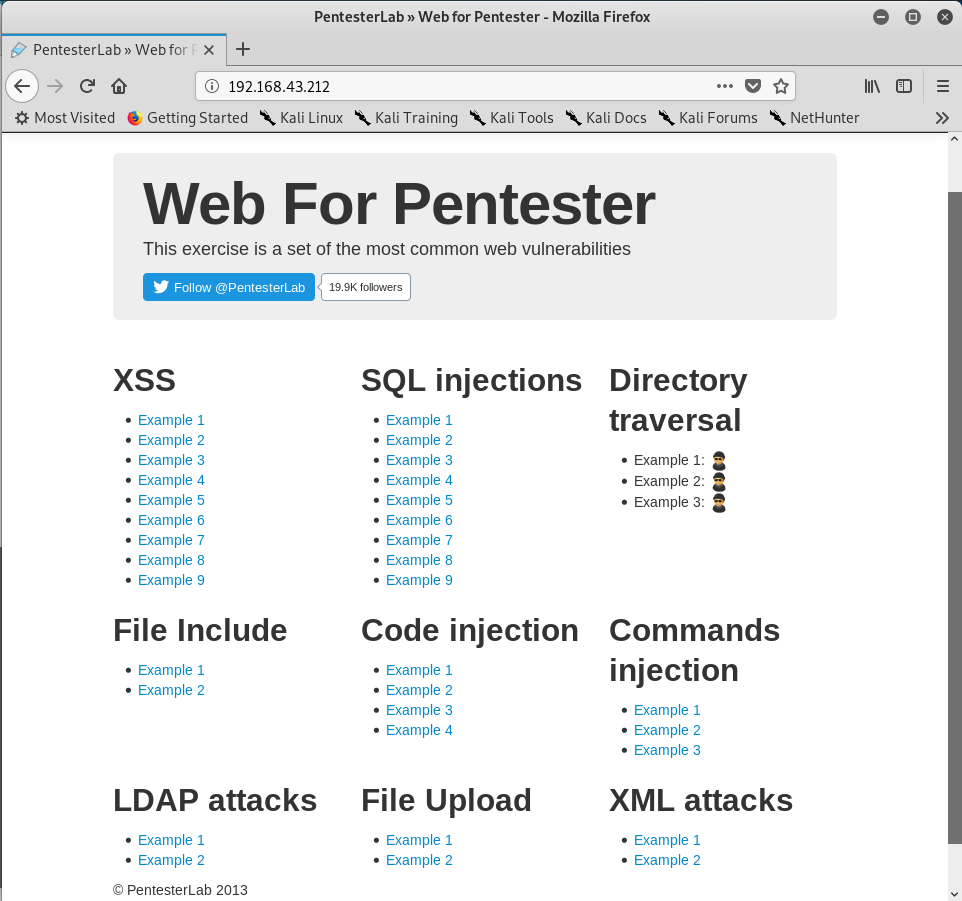 PentesterLab » Web for Pentester - Mozilla Firefox
PentesterLab » Web for P
192.168.43.212
Most Visited Getting Started Kali Linux Kali Training Kali Tools Kali Docs Kali Forums NetHunter
Web For Pentester
This exercise is a set of the most common web vulnerabilities
Follow @PentesterLab 19.9K followers
XSS
Example 1
Example 2
Example 3
Example 4
Example 5
Example 6
Example 7
Example 8
Example 9
SQL injections
Example 1
Example 2
Example 3
Example 4
Example 5
Example 6
Example 7
Example 8
Example 9
Directory
traversal
Example 1:
Example 2:
Example 3:
File Include
Example 1
Example 2
Code injection
Example 1
Example 2
Example 3
Example 4
Commands
injection
Example 1
Example 2
Example 3
LDAP attacks
Example 1
Example 2
File Upload
Example 1
Example 2
XML attacks
Example 1
Example 2
© PentesterLab 2013